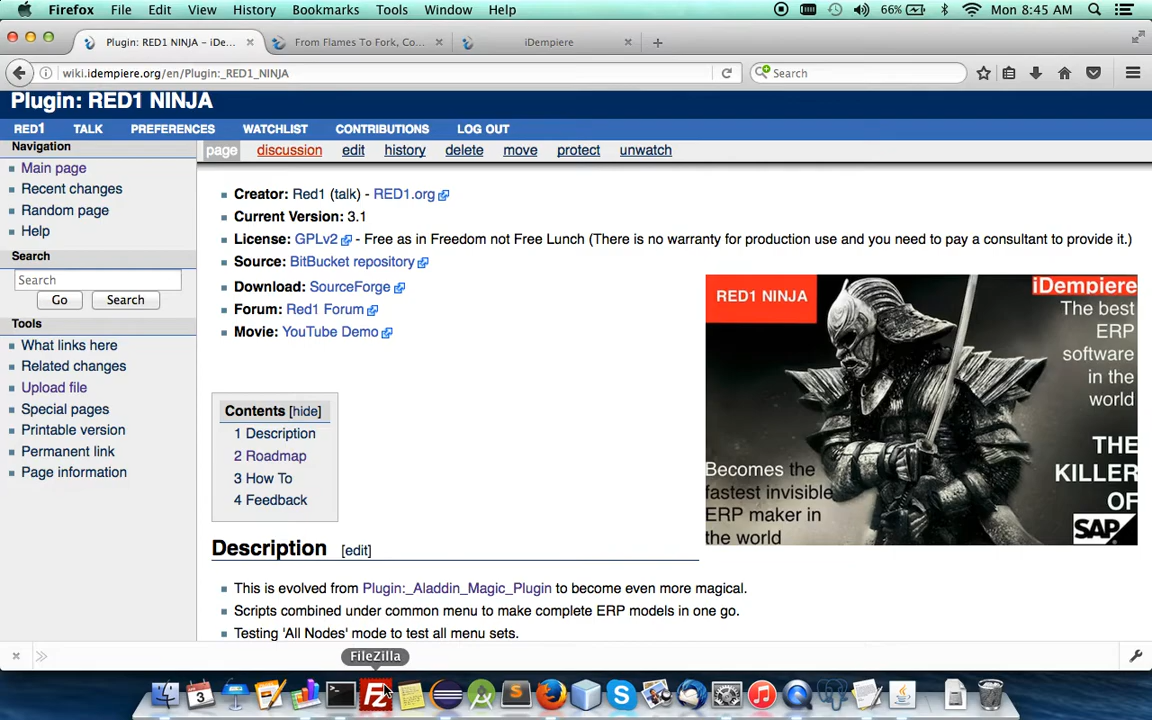 Firefox File Edit View History Bookmarks Tools Window Help 66% Mon 8:45 AM
Plugin: RED1 NINJA – iDe... × From Flames To Fork, Co... × iDempiere × +
wiki.idempiere.org/en/Plugin:_RED1_NINJA Search
Plugin: RED1 NINJA
RED1 TALK PREFERENCES WATCHLIST CONTRIBUTIONS LOG OUT
Navigation
Main page
Recent changes
Random page
Help
Search
Search
Go Search
Tools
What links here
Related changes
Upload file
Special pages
Printable version
Permanent link
Page information
page discussion edit history delete move protect unwatch
Creator: Red1 (talk) - RED1.org
Current Version: 3.1
License: GPLv2 - Free as in Freedom not Free Lunch (There is no warranty for production use and you need to pay a consultant to provide it.)
Source: BitBucket repository
Download: SourceForge
Forum: Red1 Forum
Movie: YouTube Demo
RED1 NINJA
iDempiere
The best
ERP
software
in the
world
THE
KILLER
OF
SAP
Becomes the
fastest invisible
ERP maker in
the world
Contents [hide]
1 Description
2 Roadmap
3 How To
4 Feedback
Description [edit]
This is evolved from Plugin:_Aladdin_Magic_Plugin to become even more magical.
Scripts combined under common menu to make complete ERP models in one go.
Testing 'All Nodes' mode to test all menu sets.
FileZilla
3